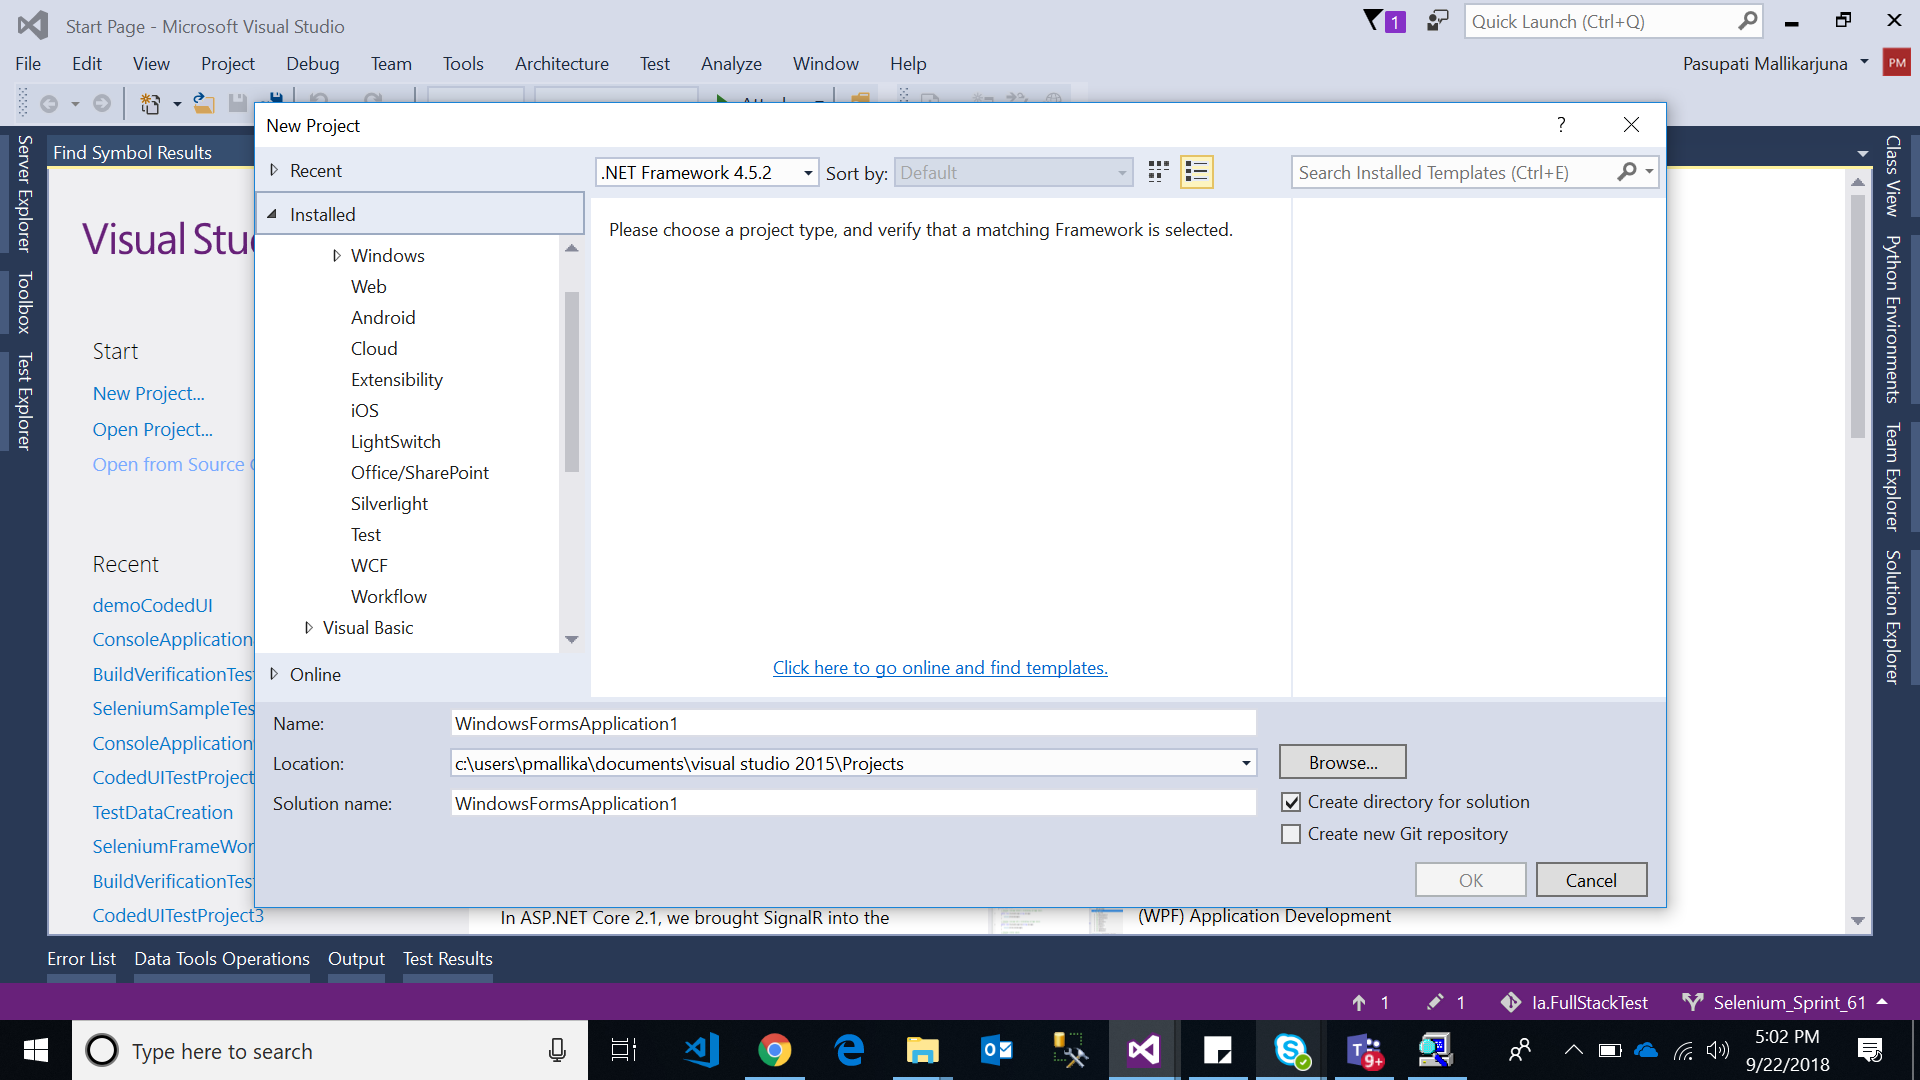 Start Page - Microsoft Visual Studio
1
Quick Launch (Ctrl+Q)
File Edit View Project Debug Team Tools Architecture Test Analyze Window Help
Pasupati Mallikarjuna
PM
Server Explorer
Toolbox
Test Explorer
Find Symbol Results
Visual Stu
Start
New Project...
Open Project...
Open from Source
Recent
demoCodedUI
ConsoleApplication
BuildVerificationTest
SeleniumSampleTes
ConsoleApplication
CodedUITestProject
TestDataCreation
SeleniumFrameWor
BuildVerificationTest
CodedUITestProject3
New Project
?
Recent
.NET Framework 4.5.2
Sort by: Default
Search Installed Templates (Ctrl+E)
Installed
Windows
Web
Android
Cloud
Extensibility
iOS
LightSwitch
Office/SharePoint
Silverlight
Test
WCF
Workflow
Visual Basic
Online
Please choose a project type, and verify that a matching Framework is selected.
Click here to go online and find templates.
Name: WindowsFormsApplication1
Location: c:\users\pmallika\documents\visual studio 2015\Projects
Browse...
Solution name: WindowsFormsApplication1
Create directory for solution
Create new Git repository
OK Cancel
In ASP.NET Core 2.1, we brought SignalR into the
(WPF) Application Development
Class View
Python Environments
Team Explorer
Solution Explorer
Error List Data Tools Operations Output Test Results
1 1 Ia.FullStackTest Selenium_Sprint_61
Type here to search
9+
5:02 PM
9/22/2018